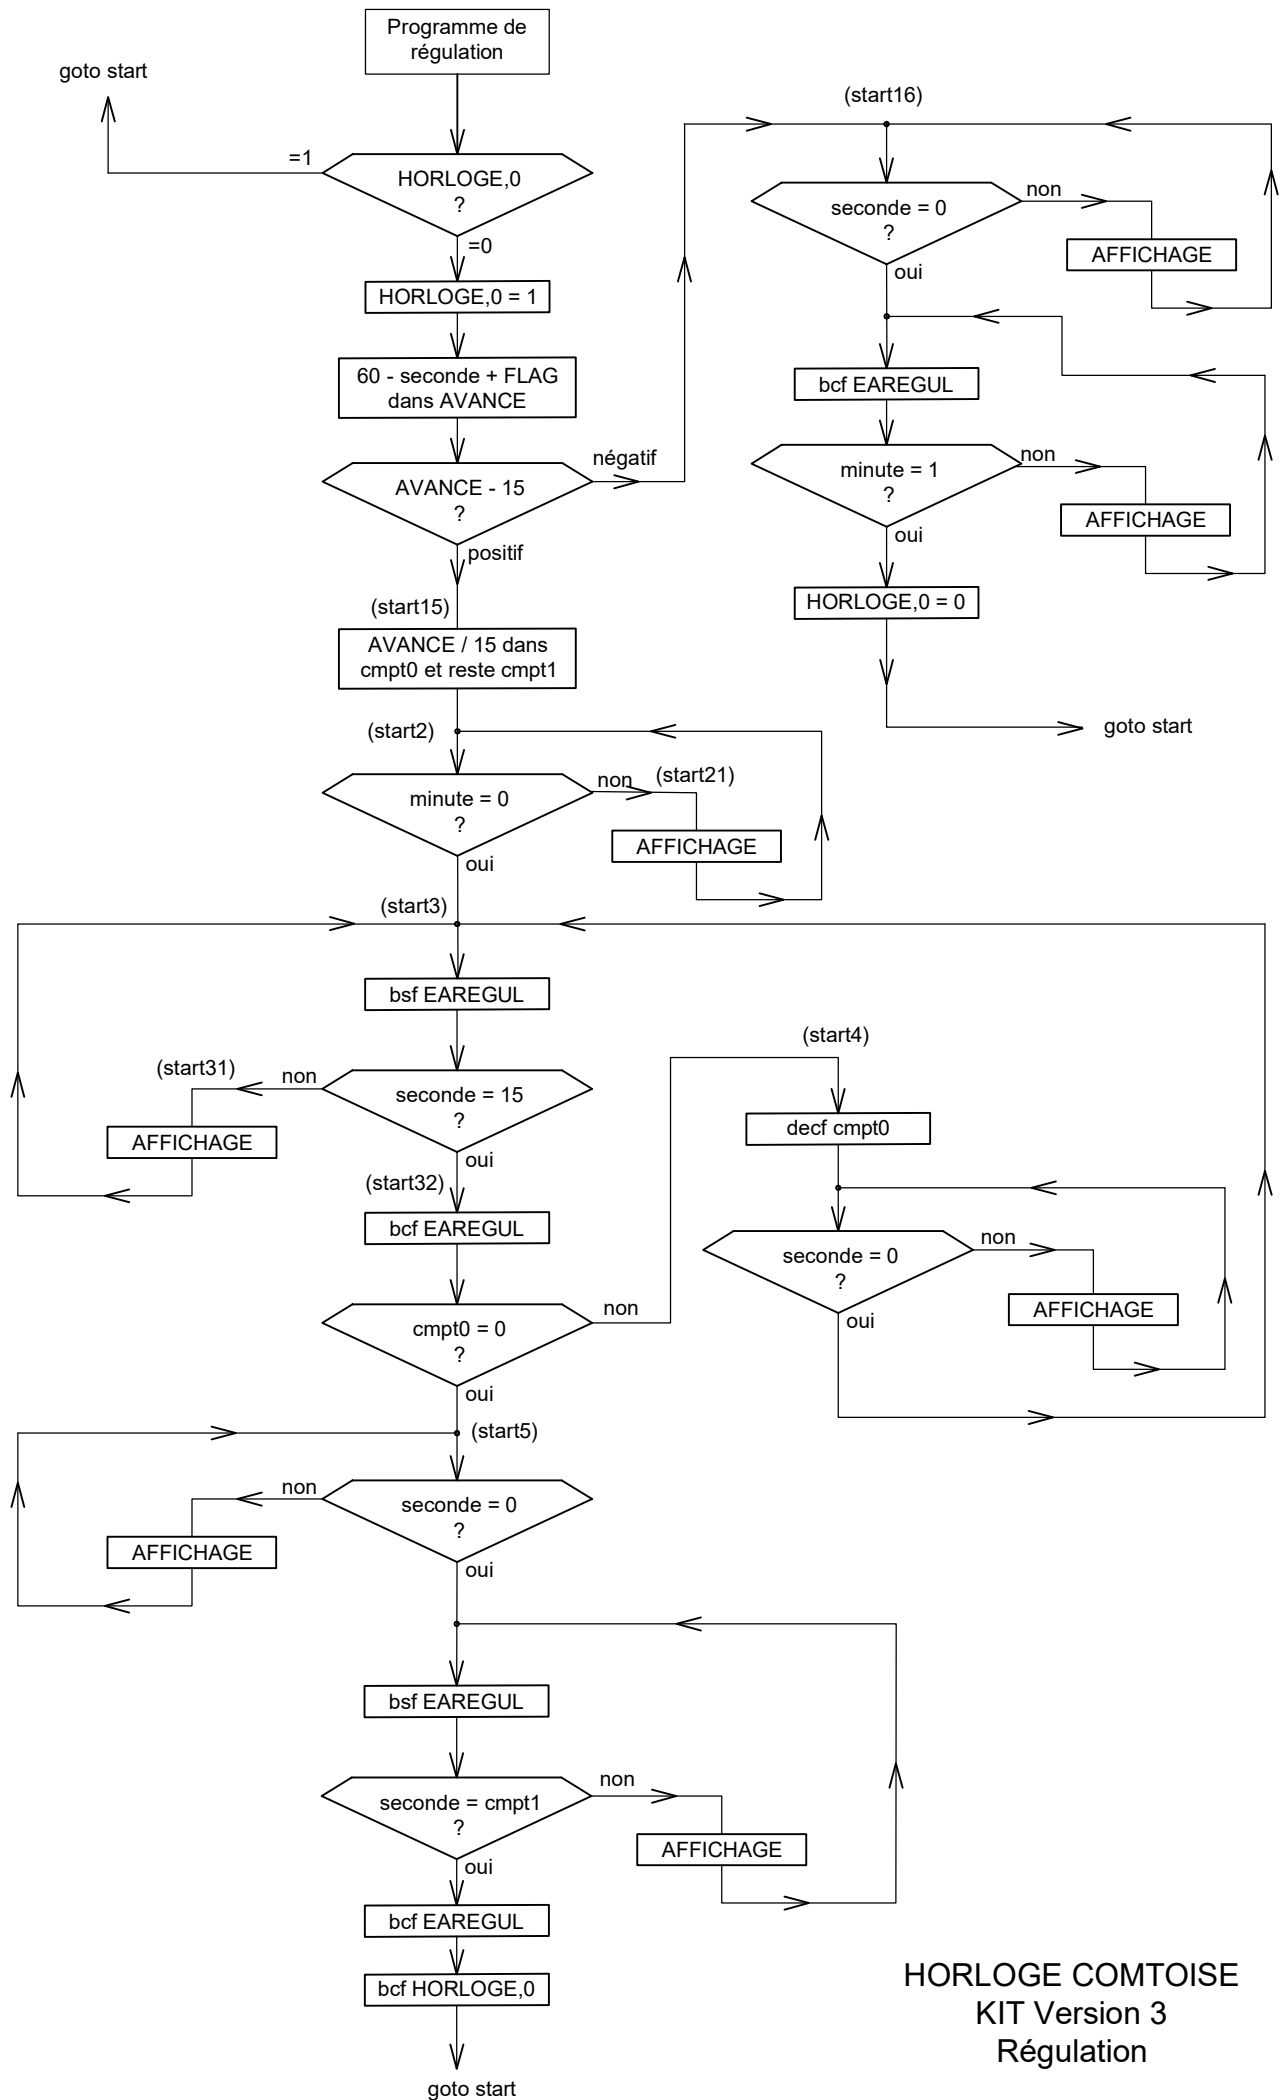 Programme de
régulation
goto start
=1
HORLOGE,0
?
=0
HORLOGE,0 = 1
60 - seconde + FLAG
dans AVANCE
AVANCE - 15
?
négatif
positif
(start15)
AVANCE / 15 dans
cmpt0 et reste cmpt1
(start2)
minute = 0
?
non
(start21)
AFFICHAGE
oui
(start3)
bsf EAREGUL
seconde = 15
?
non
(start31)
AFFICHAGE
oui
(start32)
bcf EAREGUL
cmpt0 = 0
?
non
oui
(start4)
decf cmpt0
seconde = 0
?
non
AFFICHAGE
oui
(start5)
seconde = 0
?
non
AFFICHAGE
oui
bsf EAREGUL
seconde = cmpt1
?
non
AFFICHAGE
oui
bcf EAREGUL
bcf HORLOGE,0
goto start
(start16)
seconde = 0
?
non
AFFICHAGE
oui
bcf EAREGUL
minute = 1
?
non
AFFICHAGE
oui
HORLOGE,0 = 0
goto start
HORLOGE COMTOISE
KIT Version 3
Régulation